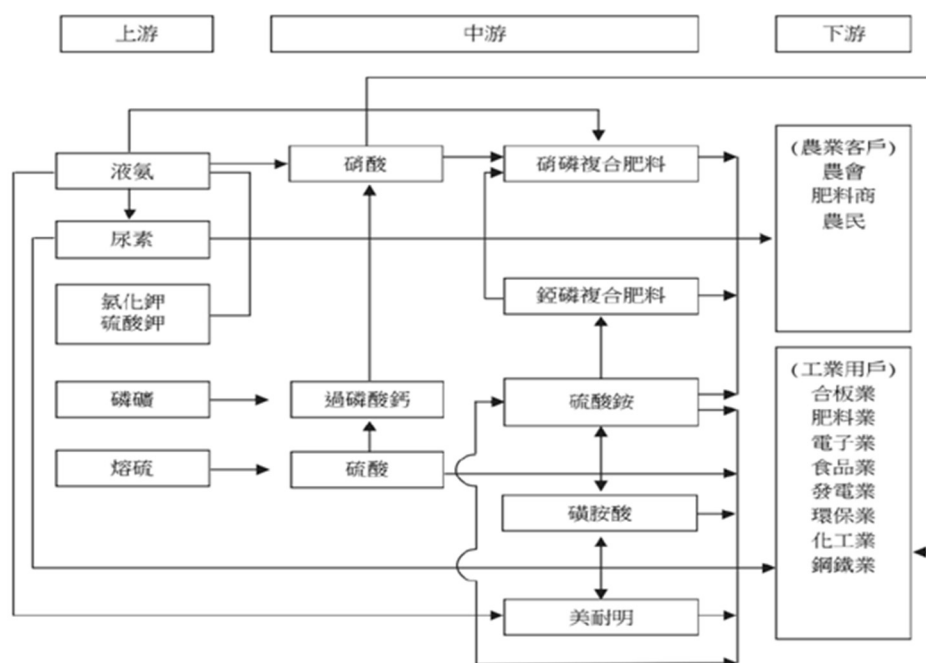 上游
中游
下游
液氨
硝酸
硝磷複合肥料
(農業客戶)
農會
肥料商
農民
尿素
氯化鉀
硫酸鉀
錏磷複合肥料
磷礦
過磷酸鈣
硫酸銨
(工業用戶)
合板業
肥料業
電子業
食品業
發電業
環保業
化工業
鋼鐵業
熔硫
硫酸
磺胺酸
美耐明